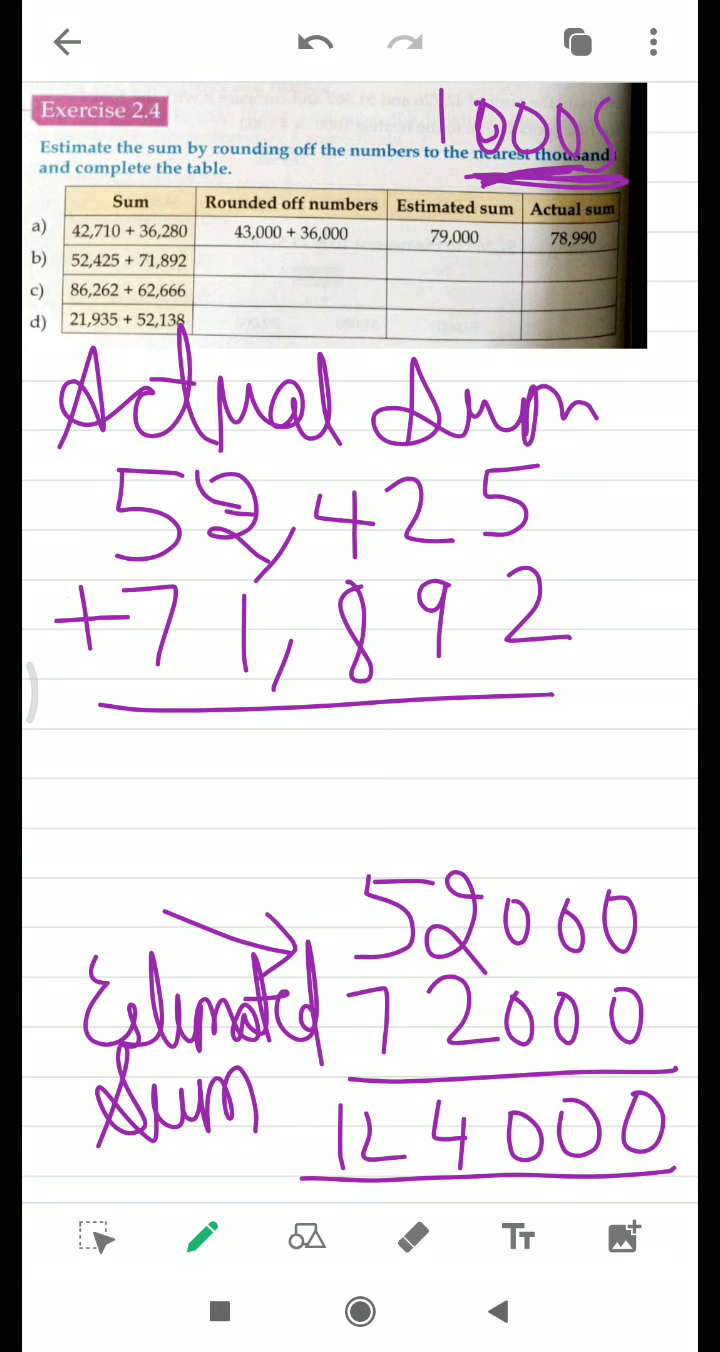 1000s
Exercise 2.4
Estimate the sum by rounding off the numbers to the nearest thousand
and complete the table.
Sum Rounded off numbers Estimated sum Actual sum
a) 42,710 + 36,280 43,000 + 36,000 79,000 78,990
b) 52,425 + 71,892
c) 86,262 + 62,666
d) 21,935 + 52,138
Actual Sum
52,425
+71,892
52000
Estimated 72000
Sum 124000
TT